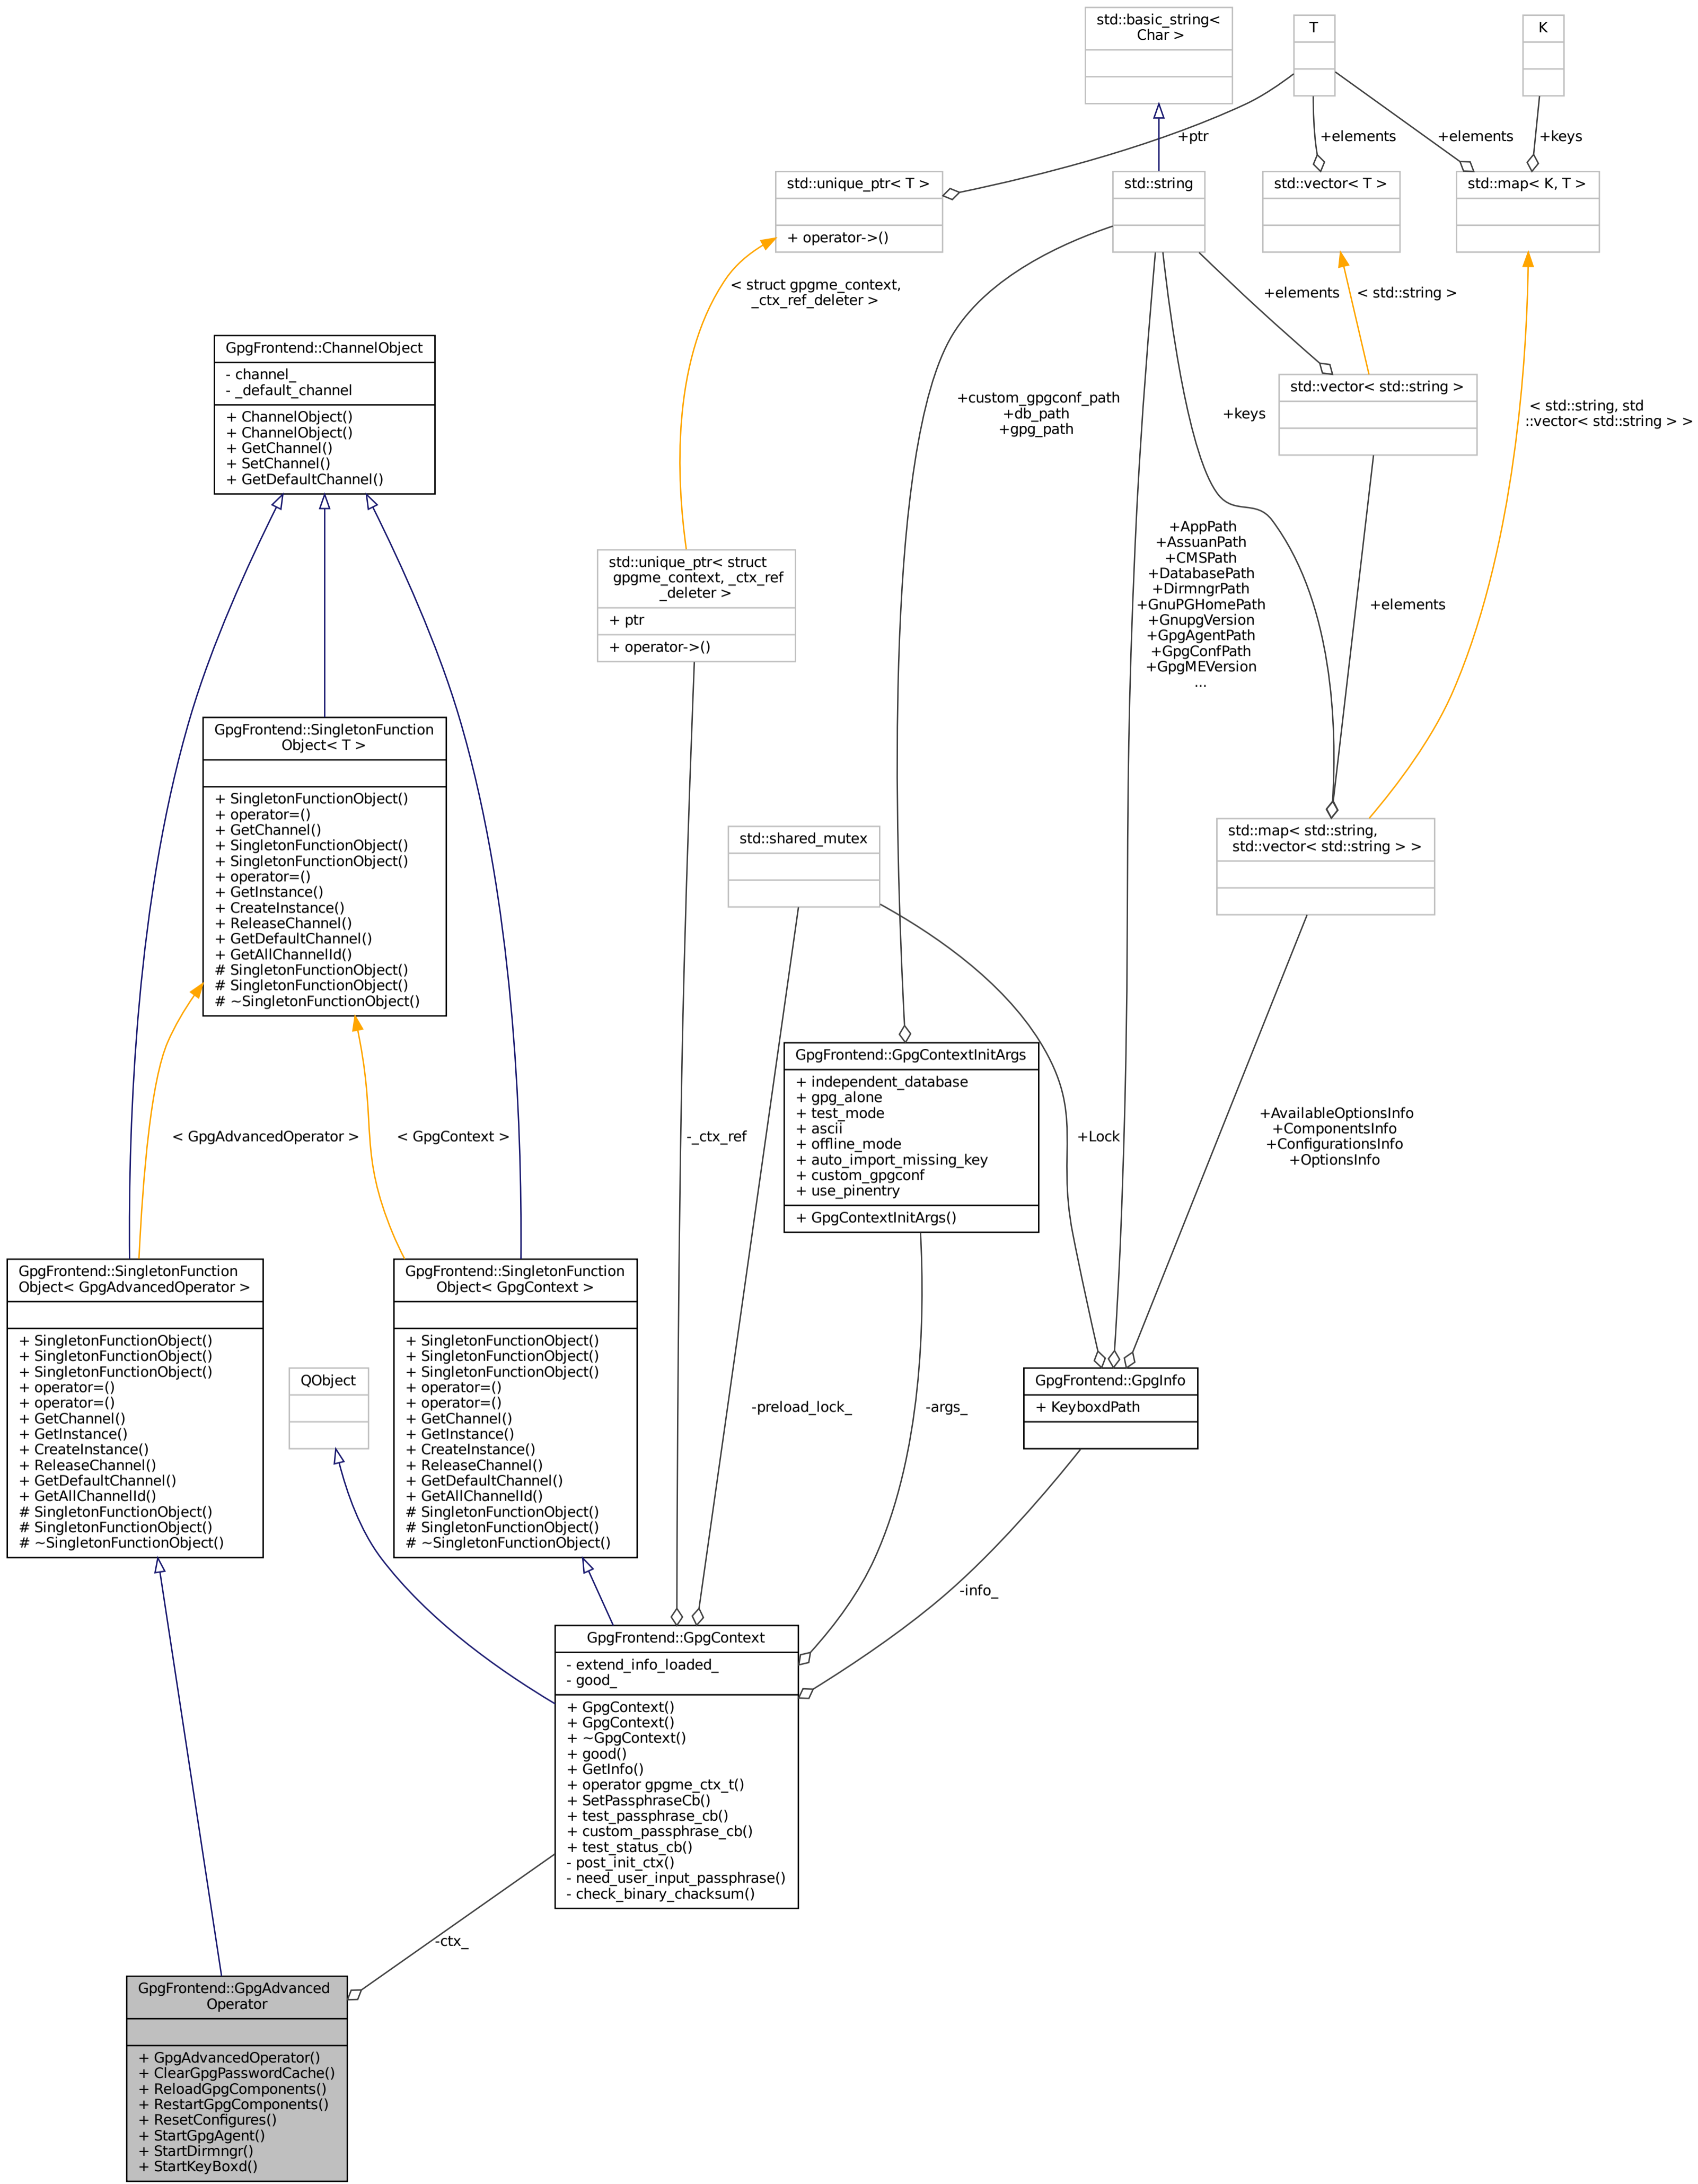 std::basic_string<
Char >
T
K
+ptr
+elements
+elements
+keys
std::unique_ptr< T >
+ operator->()
std::string
std::vector< T >
std::map< K, T >
< struct gpgme_context,
_ctx_ref_deleter >
+elements
< std::string >
GpgFrontend::ChannelObject
- channel_
- _default_channel
+ ChannelObject()
+ ChannelObject()
+ GetChannel()
+ SetChannel()
+ GetDefaultChannel()
+custom_gpgconf_path
+db_path
+gpg_path
+keys
std::vector< std::string >
< std::string, std
::vector< std::string > >
std::unique_ptr< struct
gpgme_context, _ctx_ref
_deleter >
+ ptr
+ operator->()
+AppPath
+AssuanPath
+CMSPath
+DatabasePath
+DirmngrPath
+GnuPGHomePath
+GnupgVersion
+GpgAgentPath
+GpgConfPath
+GpgMEVersion
...
+elements
GpgFrontend::SingletonFunction
Object< T >
+ SingletonFunctionObject()
+ operator=()
+ GetChannel()
+ SingletonFunctionObject()
+ SingletonFunctionObject()
+ operator=()
+ GetInstance()
+ CreateInstance()
+ ReleaseChannel()
+ GetDefaultChannel()
+ GetAllChannelId()
# SingletonFunctionObject()
# SingletonFunctionObject()
# ~SingletonFunctionObject()
std::shared_mutex
std::map< std::string,
std::vector< std::string > >
GpgFrontend::GpgContextInitArgs
+ independent_database
+ gpg_alone
+ test_mode
+ ascii
+ offline_mode
+ auto_import_missing_key
+ custom_gpgconf
+ use_pinentry
+ GpgContextInitArgs()
< GpgAdvancedOperator >
< GpgContext >
-_ctx_ref
+Lock
+AvailableOptionsInfo
+ComponentsInfo
+ConfigurationsInfo
+OptionsInfo
GpgFrontend::SingletonFunction
Object< GpgAdvancedOperator >
+ SingletonFunctionObject()
+ SingletonFunctionObject()
+ SingletonFunctionObject()
+ operator=()
+ operator=()
+ GetChannel()
+ GetInstance()
+ CreateInstance()
+ ReleaseChannel()
+ GetDefaultChannel()
+ GetAllChannelId()
# SingletonFunctionObject()
# SingletonFunctionObject()
# ~SingletonFunctionObject()
QObject
GpgFrontend::SingletonFunction
Object< GpgContext >
+ SingletonFunctionObject()
+ SingletonFunctionObject()
+ SingletonFunctionObject()
+ operator=()
+ operator=()
+ GetChannel()
+ GetInstance()
+ CreateInstance()
+ ReleaseChannel()
+ GetDefaultChannel()
+ GetAllChannelId()
# SingletonFunctionObject()
# SingletonFunctionObject()
# ~SingletonFunctionObject()
-preload_lock_
-args_
GpgFrontend::GpgInfo
+ KeyboxdPath
-info_
GpgFrontend::GpgContext
- extend_info_loaded_
- good_
+ GpgContext()
+ GpgContext()
+ ~GpgContext()
+ good()
+ GetInfo()
+ operator gpgme_ctx_t()
+ SetPassphraseCb()
+ test_passphrase_cb()
+ custom_passphrase_cb()
+ test_status_cb()
- post_init_ctx()
- need_user_input_passphrase()
- check_binary_chacksum()
-ctx_
GpgFrontend::GpgAdvanced
Operator
+ GpgAdvancedOperator()
+ ClearGpgPasswordCache()
+ ReloadGpgComponents()
+ RestartGpgComponents()
+ ResetConfigures()
+ StartGpgAgent()
+ StartDirmngr()
+ StartKeyBoxd()